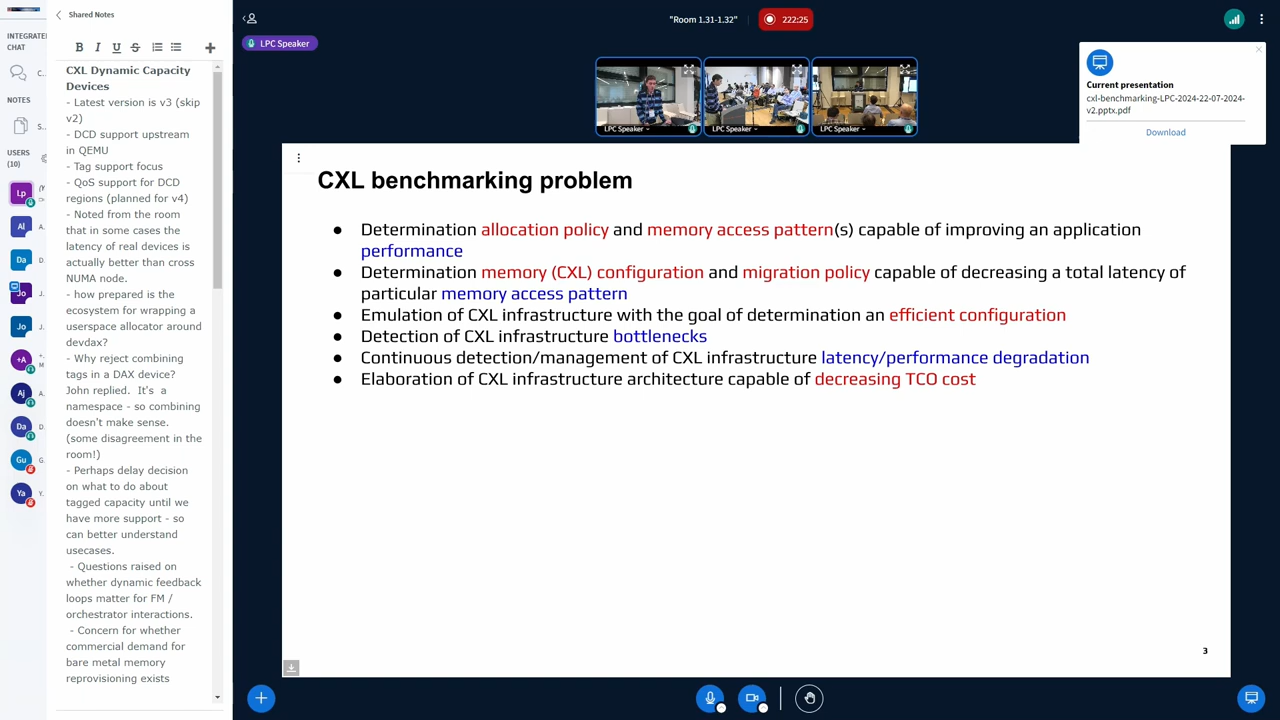 Shared Notes
INTEGRATE
CHAT
C...
NOTES
S...
USERS
(10)
Lp
Al
A.
Da
D.
Jo
J.
Jo
J.
+A
Aj
A.
Da
D.
Gu
G.
Ya
Y.
B I U S
CXL Dynamic Capacity
Devices
- Latest version is v3 (skip
v2)
- DCD support upstream
in QEMU
- Tag support focus
- QoS support for DCD
regions (planned for v4)
- Noted from the room
that in some cases the
latency of real devices is
actually better than cross
NUMA node.
- how prepared is the
ecosystem for wrapping a
userspace allocator around
devdax?
- Why reject combining
tags in a DAX device?
John replied. It's a
namespace - so combining
doesn't make sense.
(some disagreement in the
room!)
- Perhaps delay decision
on what to do about
tagged capacity until we
have more support - so
can better understand
usecases.
- Questions raised on
whether dynamic feedback
loops matter for FM /
orchestrator interactions.
- Concern for whether
commercial demand for
bare metal memory
reprovisioning exists
"Room 1.31-1.32"
222:25
LPC Speaker
LPC Speaker
LPC Speaker
LPC Speaker
Current presentation
cxl-benchmarking-LPC-2024-22-07-2024-
v2.pptx.pdf
Download
CXL benchmarking problem
● Determination allocation policy and memory access pattern(s) capable of improving an application
performance
● Determination memory (CXL) configuration and migration policy capable of decreasing a total latency of
particular memory access pattern
● Emulation of CXL infrastructure with the goal of determination an efficient configuration
● Detection of CXL infrastructure bottlenecks
● Continuous detection/management of CXL infrastructure latency/performance degradation
● Elaboration of CXL infrastructure architecture capable of decreasing TCO cost
3